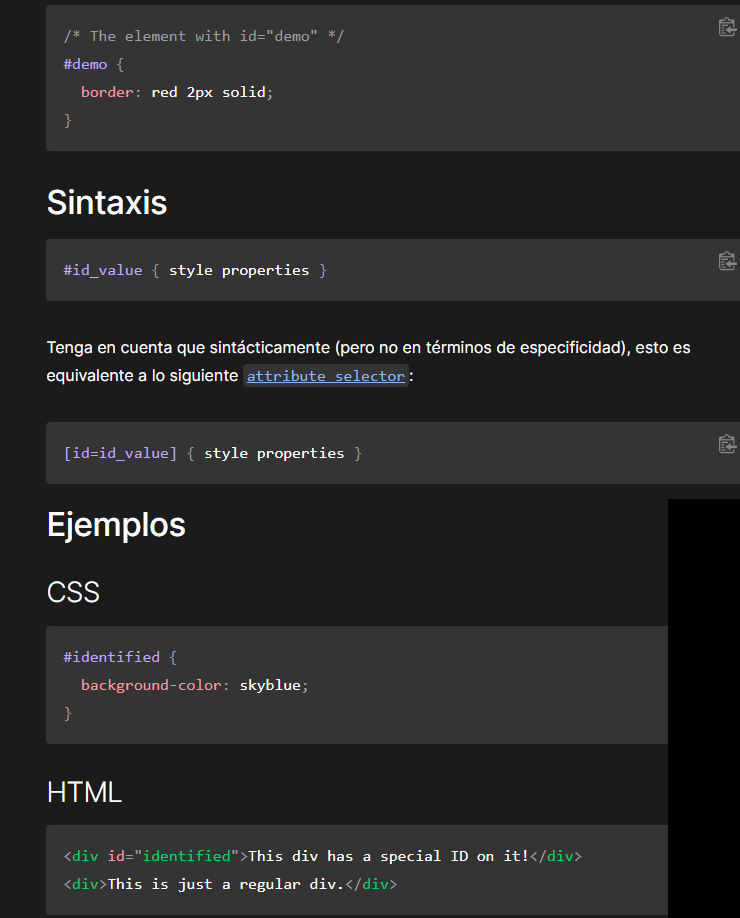 /* The element with id="demo" */
#demo {
  border: red 2px solid;
}
Sintaxis
#id_value { style properties }
Tenga en cuenta que sintácticamente (pero no en términos de especificidad), esto es
equivalente a lo siguiente attribute selector:
[id=id_value] { style properties }
Ejemplos
CSS
#identified {
  background-color: skyblue;
}
HTML
<div id="identified">This div has a special ID on it!</div>
<div>This is just a regular div.</div>